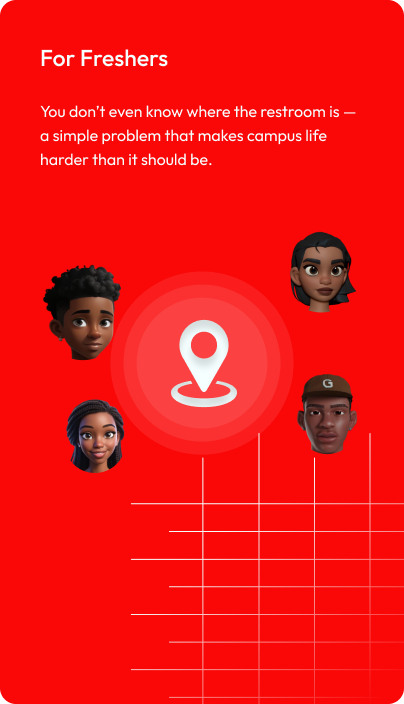 For Freshers
You don’t even know where the restroom is —
a simple problem that makes campus life
harder than it should be.
G